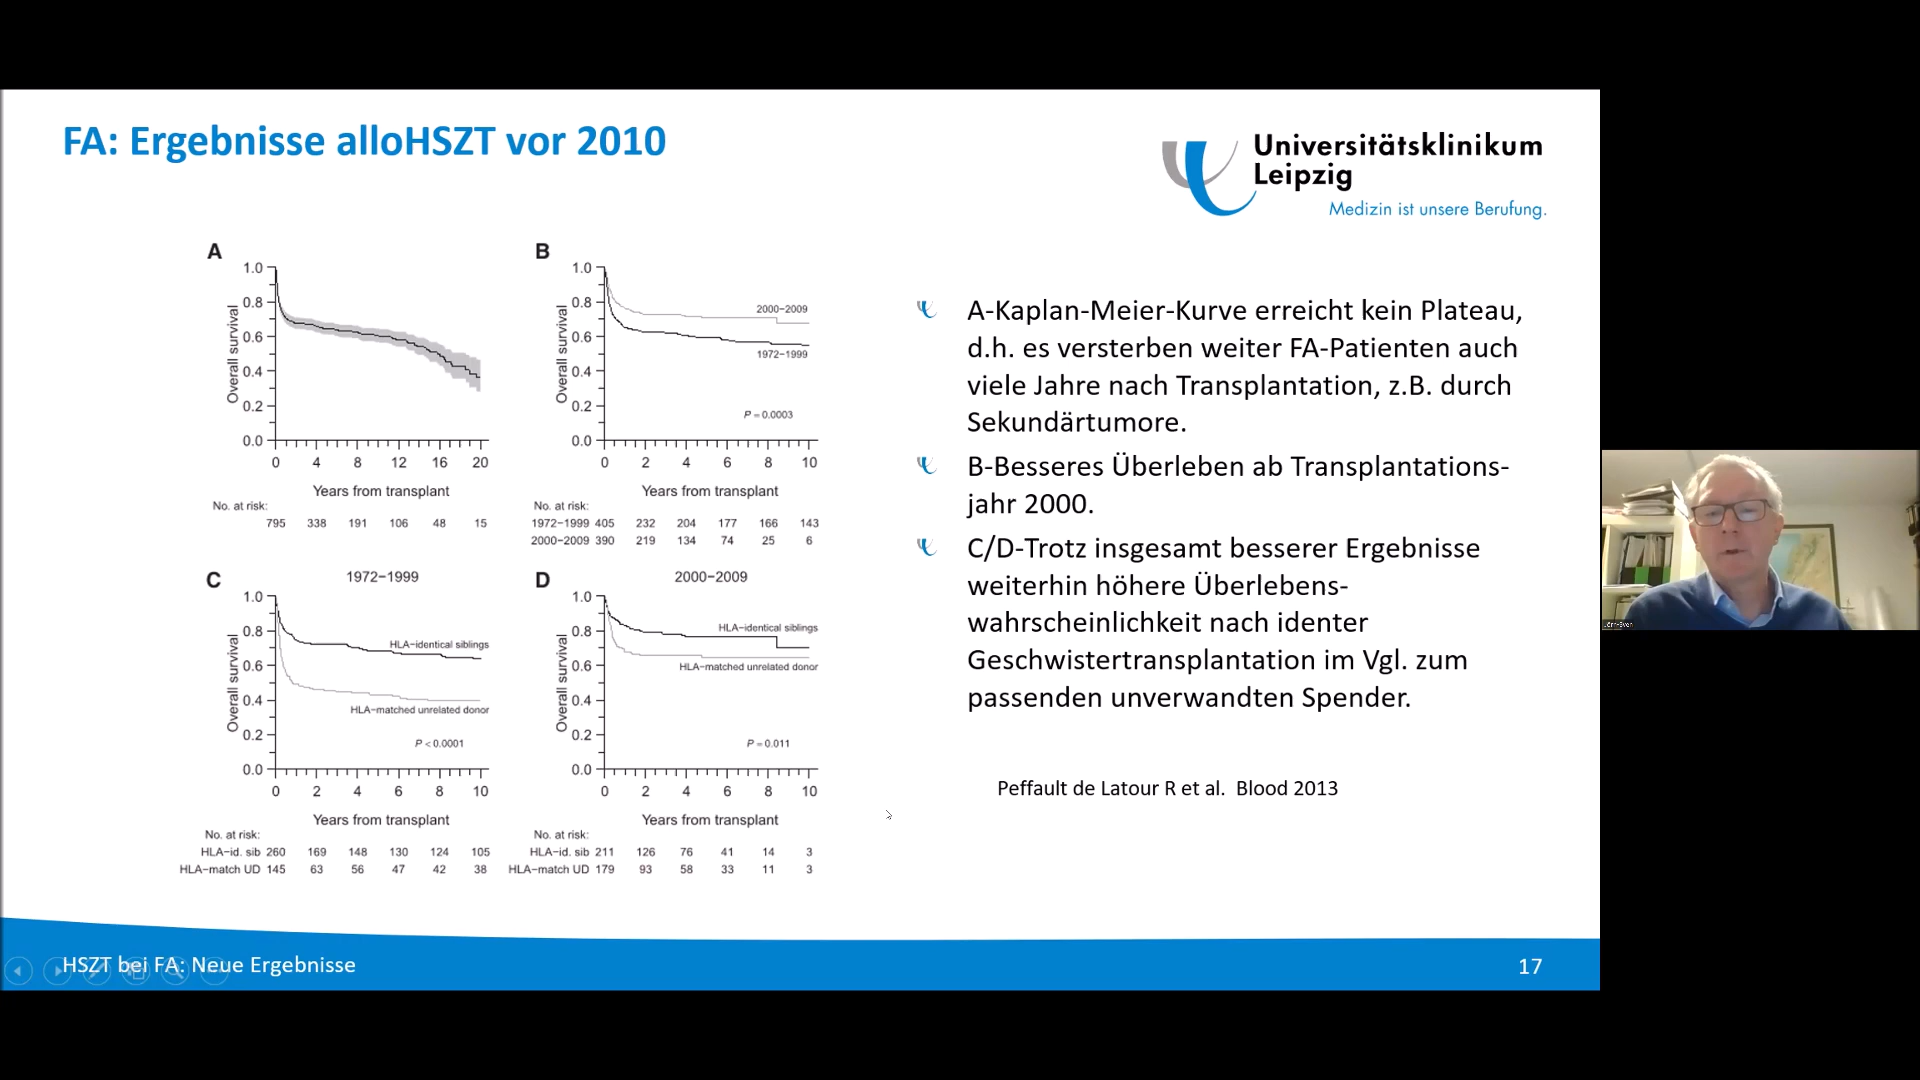 FA: Ergebnisse alloHSZT vor 2010
Universitätsklinikum
Leipzig
Medizin ist unsere Berufung.
A
1.0
0.8
0.6
0.4
0.2
0.0
Overall survival
0 4 8 12 16 20
Years from transplant
No. at risk:
795 338 191 106 48 15
B
1.0
0.8
0.6
0.4
0.2
0.0
Overall survival
2000−2009
1972−1999
P = 0.0003
0 2 4 6 8 10
Years from transplant
No. at risk:
1972−1999 405 232 204 177 166 143
2000−2009 390 219 134 74 25 6
C
1972−1999
1.0
0.8
0.6
0.4
0.2
0.0
Overall survival
HLA−identical siblings
HLA−matched unrelated donor
P < 0.0001
0 2 4 6 8 10
Years from transplant
No. at risk:
HLA−id. sib 260 169 148 130 124 105
HLA−match UD 145 63 56 47 42 38
D
2000−2009
1.0
0.8
0.6
0.4
0.2
0.0
Overall survival
HLA−identical siblings
HLA−matched unrelated donor
P = 0.011
0 2 4 6 8 10
Years from transplant
No. at risk:
HLA−id. sib 211 126 76 41 14 3
HLA−match UD 179 93 58 33 11 3
A-Kaplan-Meier-Kurve erreicht kein Plateau,
d.h. es versterben weiter FA-Patienten auch
viele Jahre nach Transplantation, z.B. durch
Sekundärtumore.
B-Besseres Überleben ab Transplantations-
jahr 2000.
C/D-Trotz insgesamt besserer Ergebnisse
weiterhin höhere Überlebens-
wahrscheinlichkeit nach identer
Geschwistertransplantation im Vgl. zum
passenden unverwandten Spender.
Peffault de Latour R et al. Blood 2013
HSZT bei FA: Neue Ergebnisse
17
Jörn-Sven